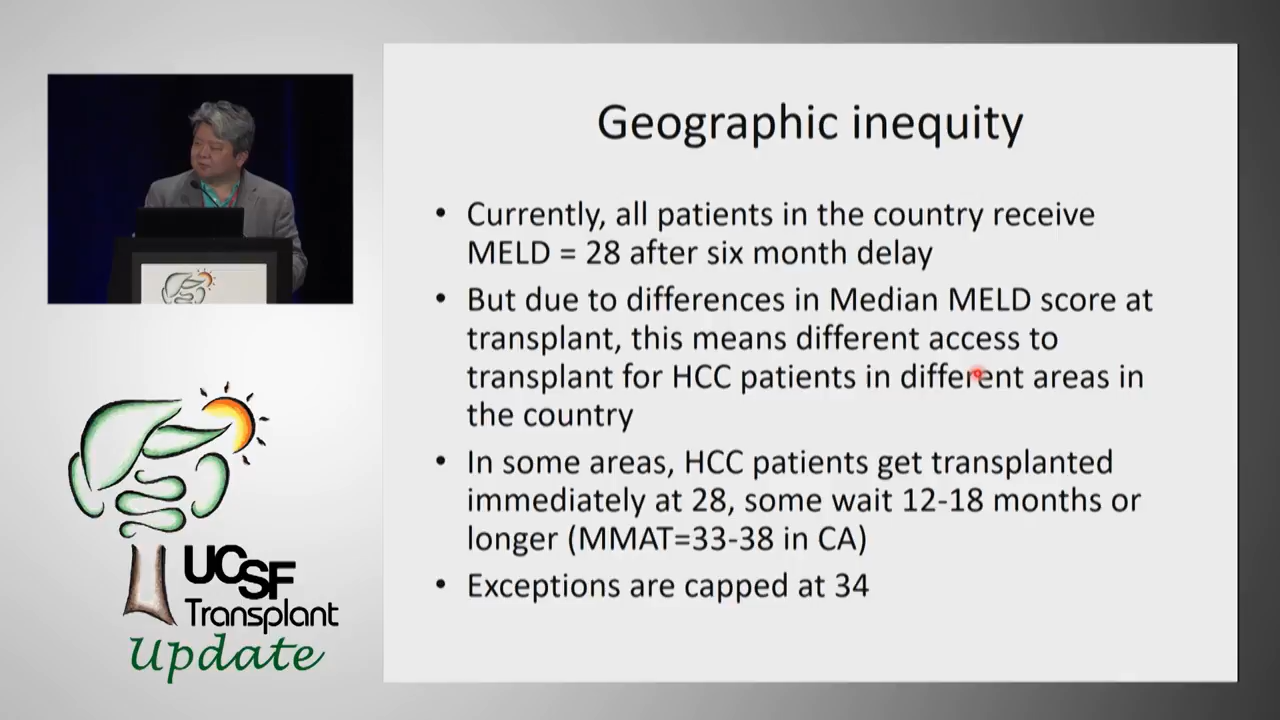 Geographic inequity
• Currently, all patients in the country receive
MELD = 28 after six month delay
• But due to differences in Median MELD score at
transplant, this means different access to
transplant for HCC patients in different areas in
the country
• In some areas, HCC patients get transplanted
immediately at 28, some wait 12-18 months or
longer (MMAT=33-38 in CA)
• Exceptions are capped at 34
UCSF
Transplant
Update